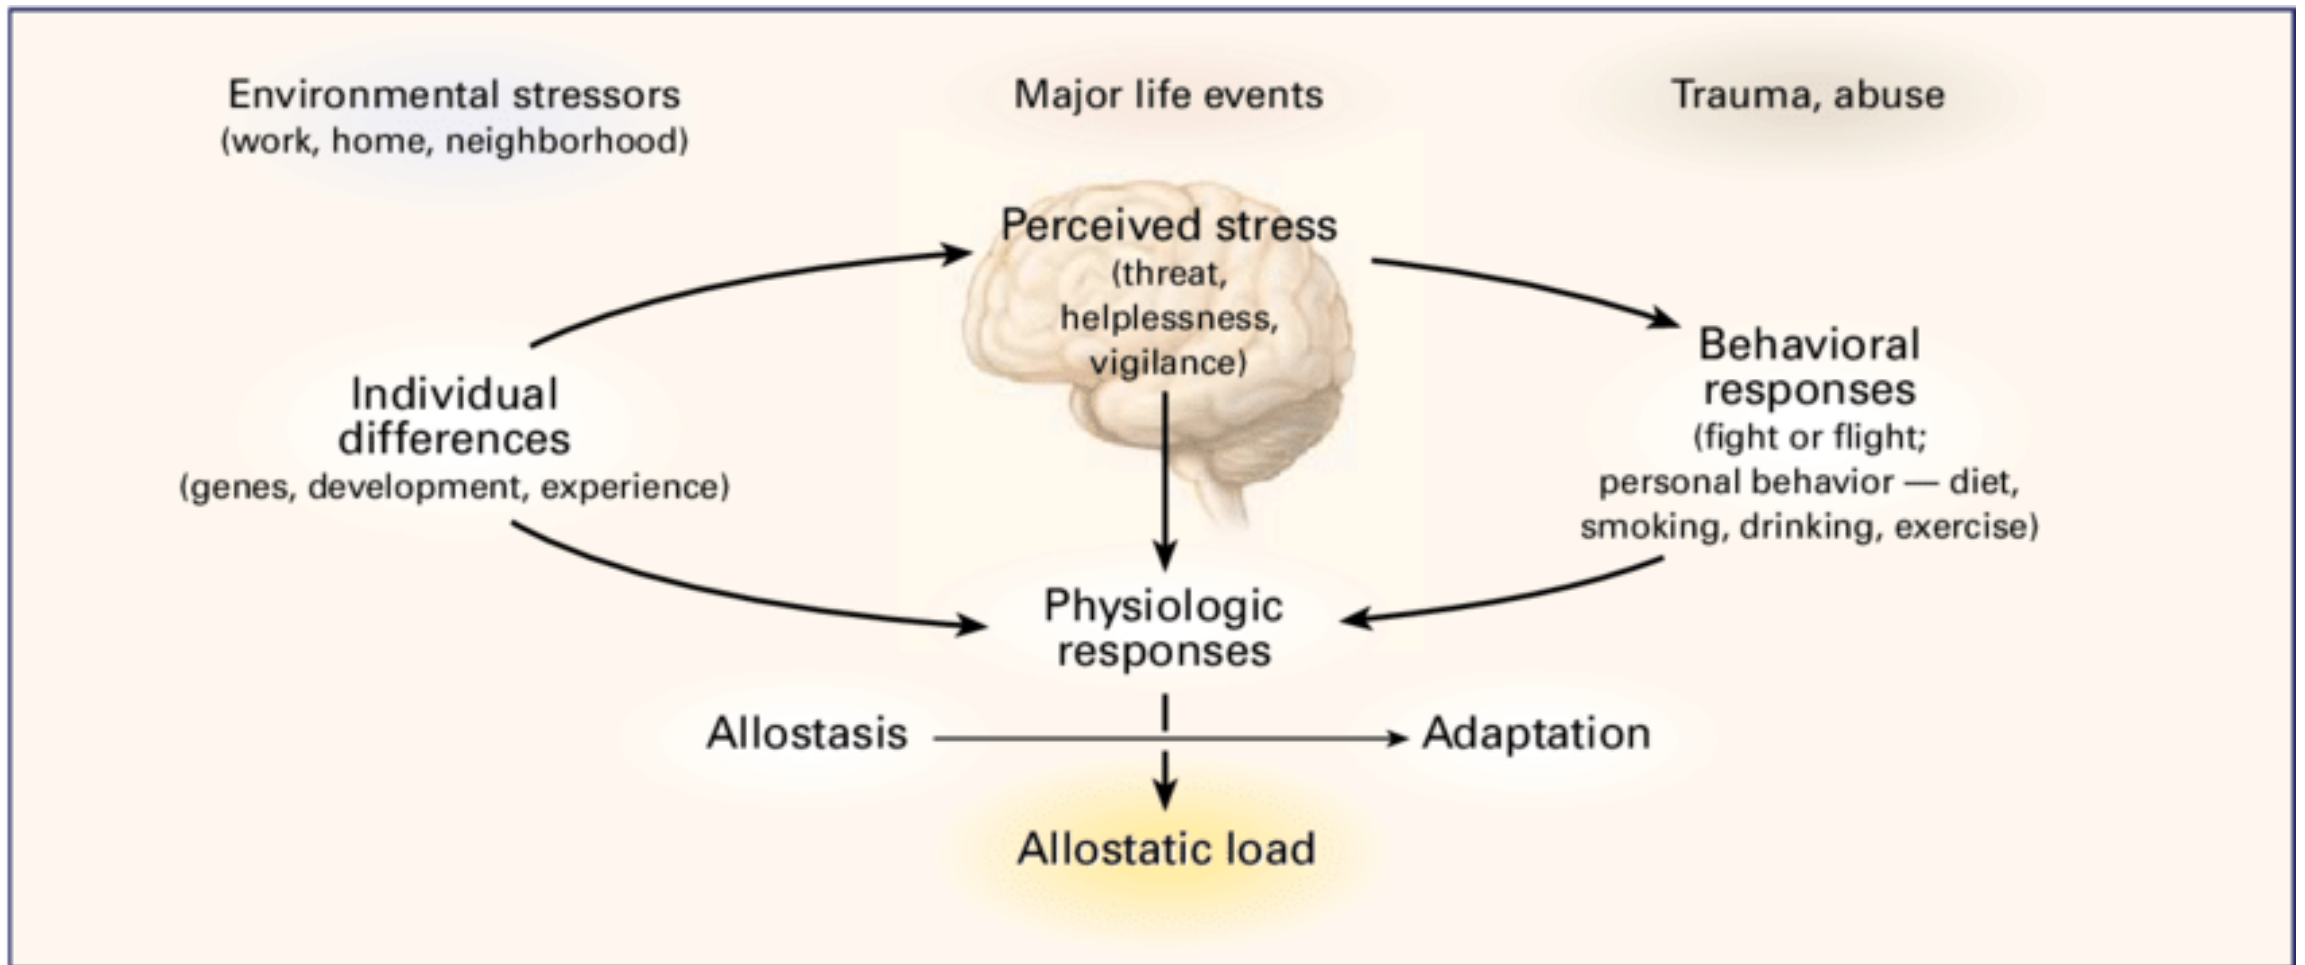 Environmental stressors
(work, home, neighborhood)
Major life events
Trauma, abuse
Perceived stress
(threat,
helplessness,
vigilance)
Individual
differences
(genes, development, experience)
Behavioral
responses
(fight or flight;
personal behavior — diet,
smoking, drinking, exercise)
Physiologic
responses
Allostasis
Adaptation
Allostatic load